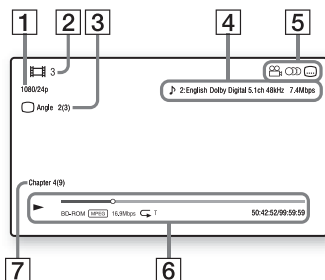 1 2 3 4 5
3
1080/24p
2:English Dolby Digital 5.1ch 48kHz 7.4Mbps
Angle 2(3)
Chapter 4(9)
BD-ROM MPEG 16.9Mbps T 50:42:52/99:59:59
7 6